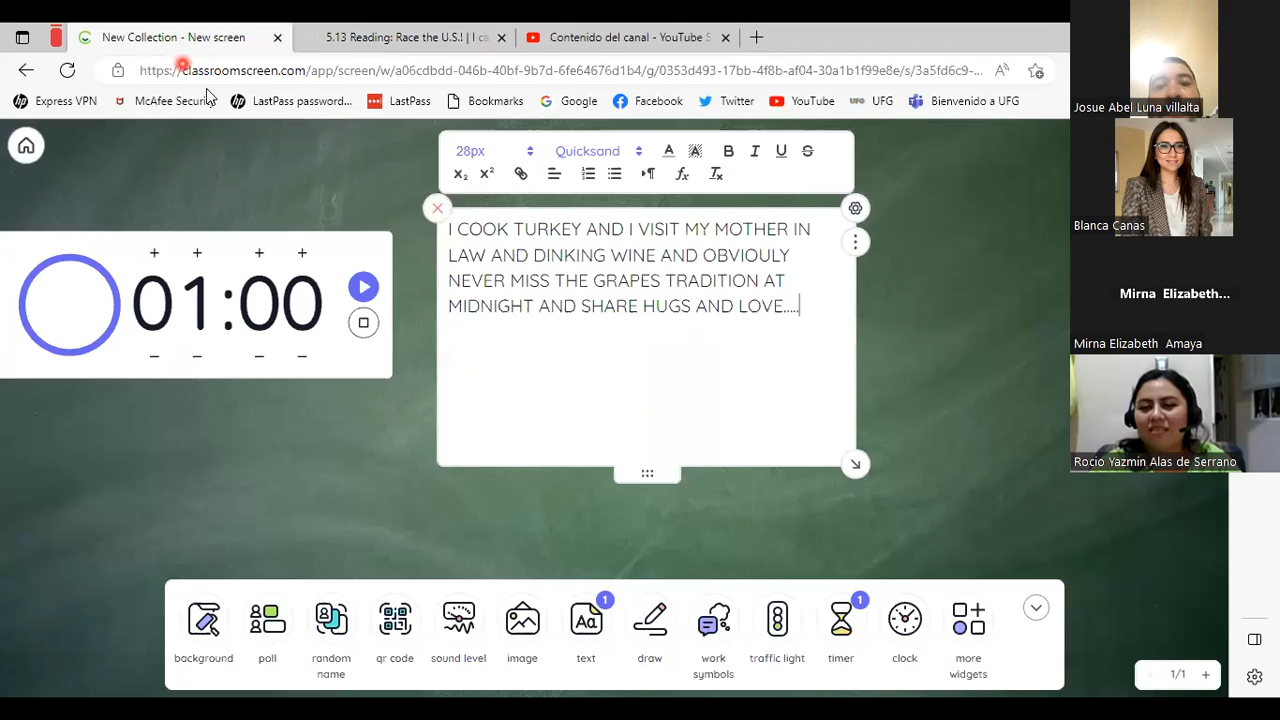 New Collection - New screen
5.13 Reading: Race the U.S.! | I c
Contenido del canal - YouTube S
https://classroomscreen.com/app/screen/w/a06cdbdd-046b-40bf-9b7d-6fe64676d1b4/g/0353d493-17bb-4f8b-af04-30a1b1f99e8e/s/3a5fd6c9-...
Express VPN
McAfee Securi
LastPass password...
LastPass
Bookmarks
Google
Facebook
Twitter
YouTube
UFG
Bienvenido a UFG
28px
Quicksand
I COOK TURKEY AND I VISIT MY MOTHER IN
LAW AND DINKING WINE AND OBVIOULY
NEVER MISS THE GRAPES TRADITION AT
MIDNIGHT AND SHARE HUGS AND LOVE.....
01:00
background
poll
random name
qr code
sound level
image
1
text
draw
work symbols
traffic light
1
timer
clock
more widgets
1/1
Josue Abel Luna villalta
Blanca Canas
Mirna Elizabeth...
Mirna Elizabeth Amaya
Rocio Yazmin Alas de Serrano